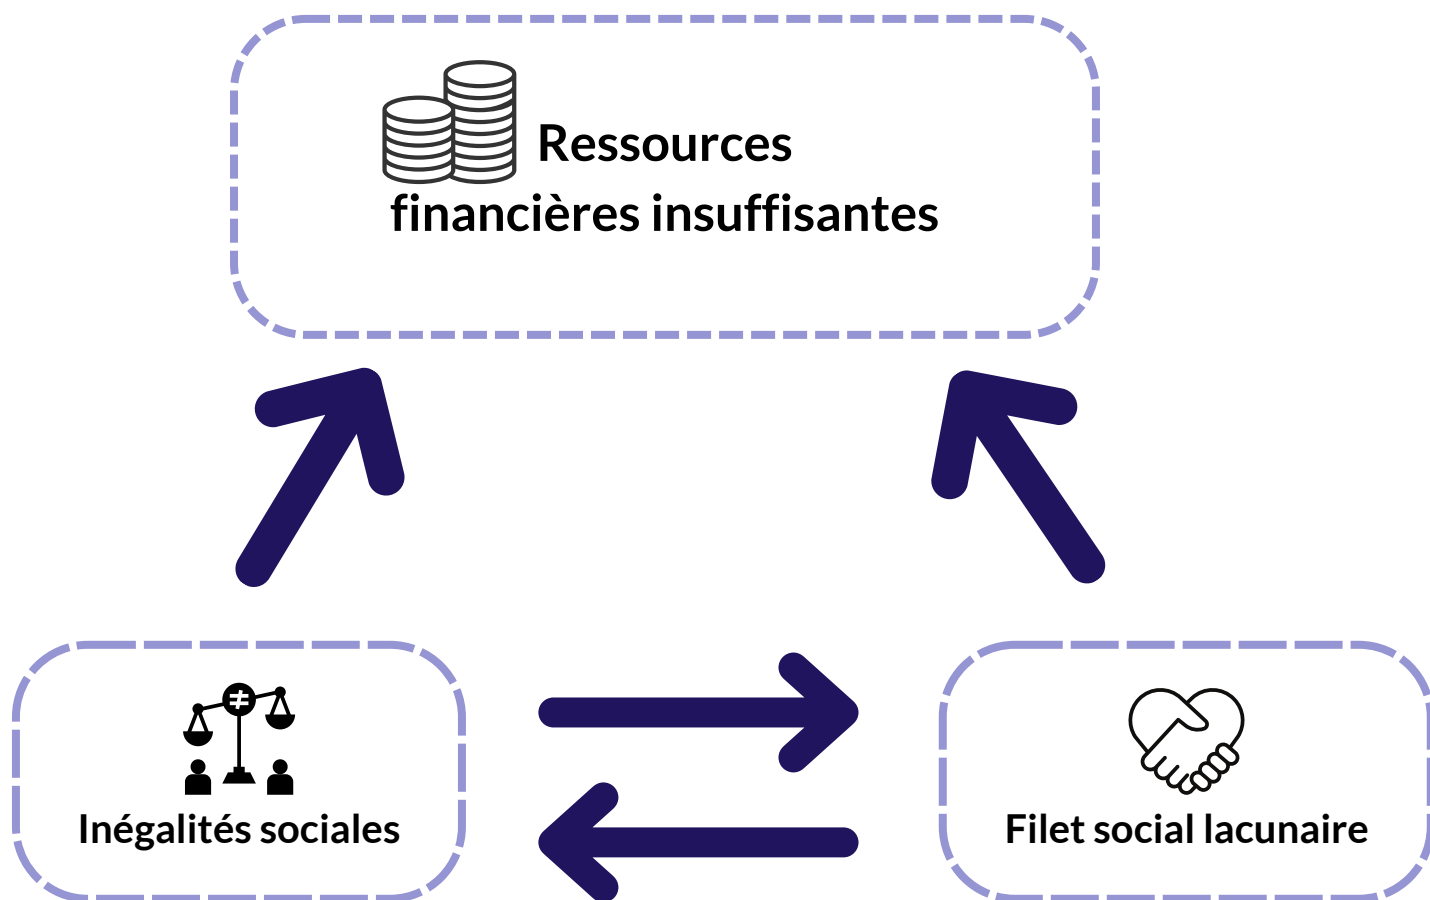 Ressources
financières insuffisantes
≠
Inégalités sociales
Filet social lacunaire